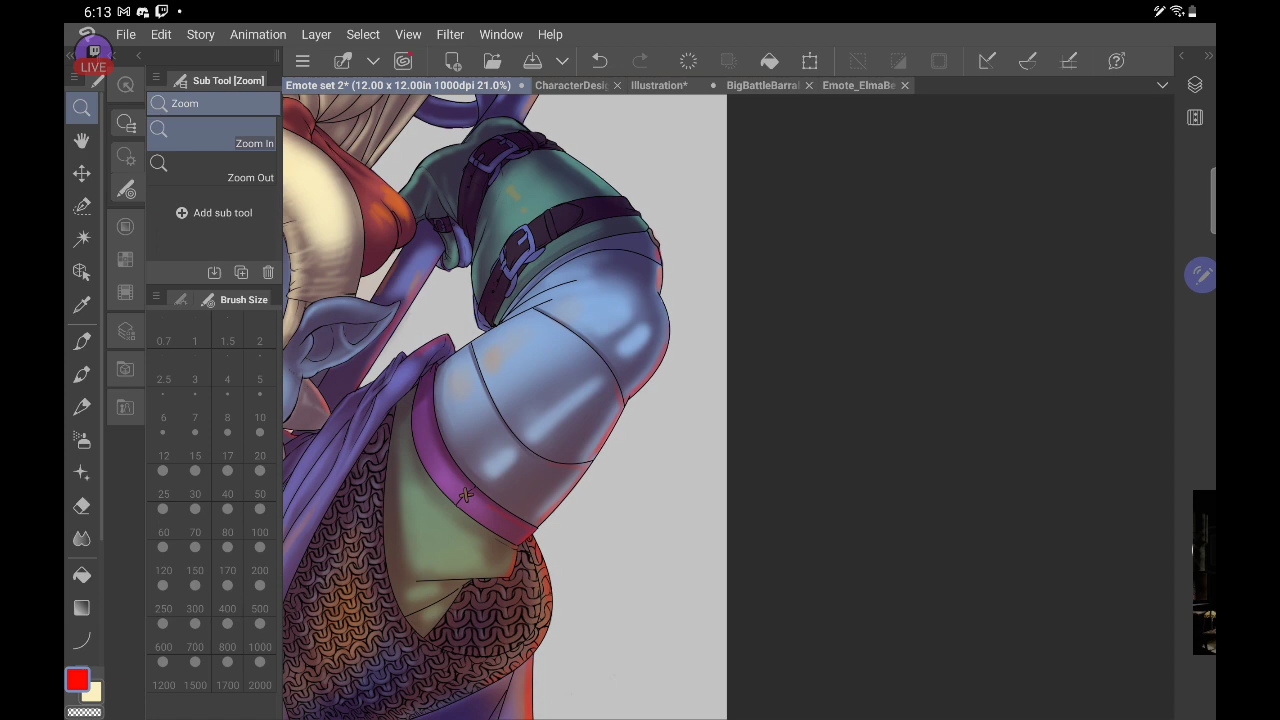 6:13
LIVE
File Edit Story Animation Layer Select View Filter Window Help
Sub Tool [Zoom]
Emote set 2* (12.00 x 12.00in 1000dpi 21.0%) CharacterDesig Illustration* BigBattleBarral Emote_ElmaBe
Zoom
Zoom In
Zoom Out
Add sub tool
Brush Size
0.7 1 1.5 2
2.5 3 4 5
6 7 8 10
12 15 17 20
25 30 40 50
60 70 80 100
120 150 170 200
250 300 400 500
600 700 800 1000
1200 1500 1700 2000